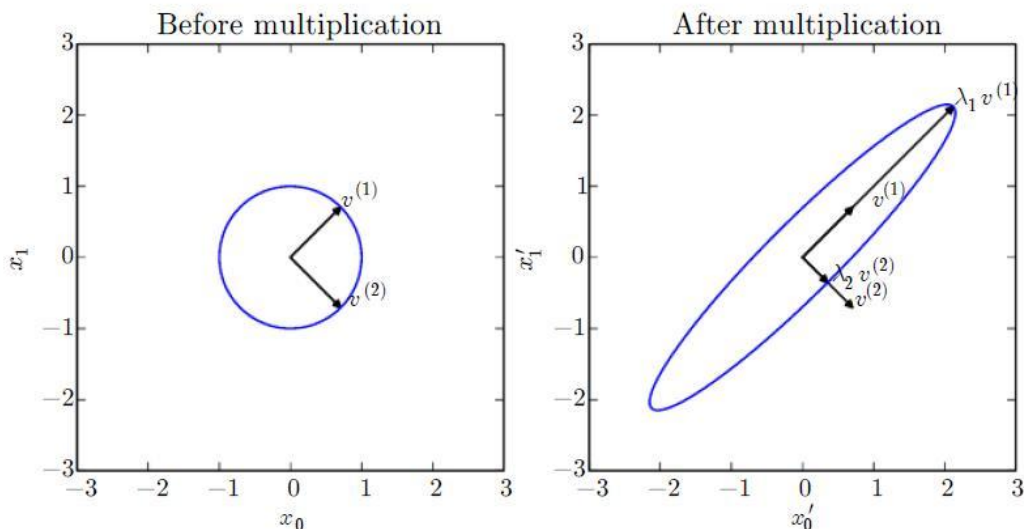 Before multiplication
3
2
1
0
−1
−2
−3
−3 −2 −1 0 1 2 3
x₀
x₁
v⁽¹⁾
v⁽²⁾
After multiplication
3
2
1
0
−1
−2
−3
−3 −2 −1 0 1 2 3
x₀′
x₁′
λ₁ v⁽¹⁾
v⁽¹⁾
λ₂ v⁽²⁾
v⁽²⁾